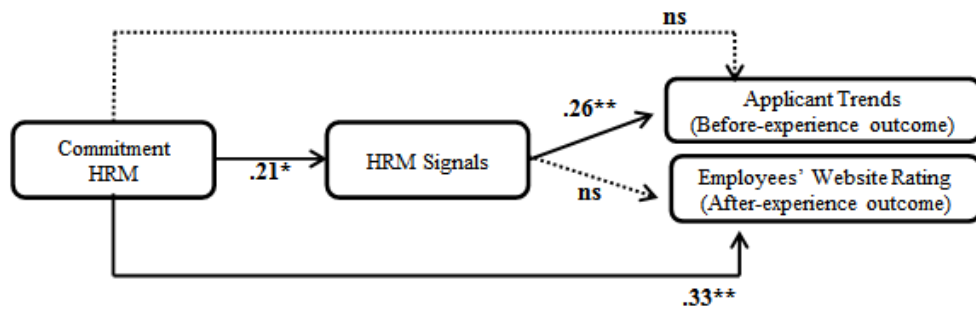 ns
Applicant Trends
(Before-experience outcome)
.26**
Commitment
HRM
.21*
HRM Signals
ns
Employees’ Website Rating
(After-experience outcome)
.33**